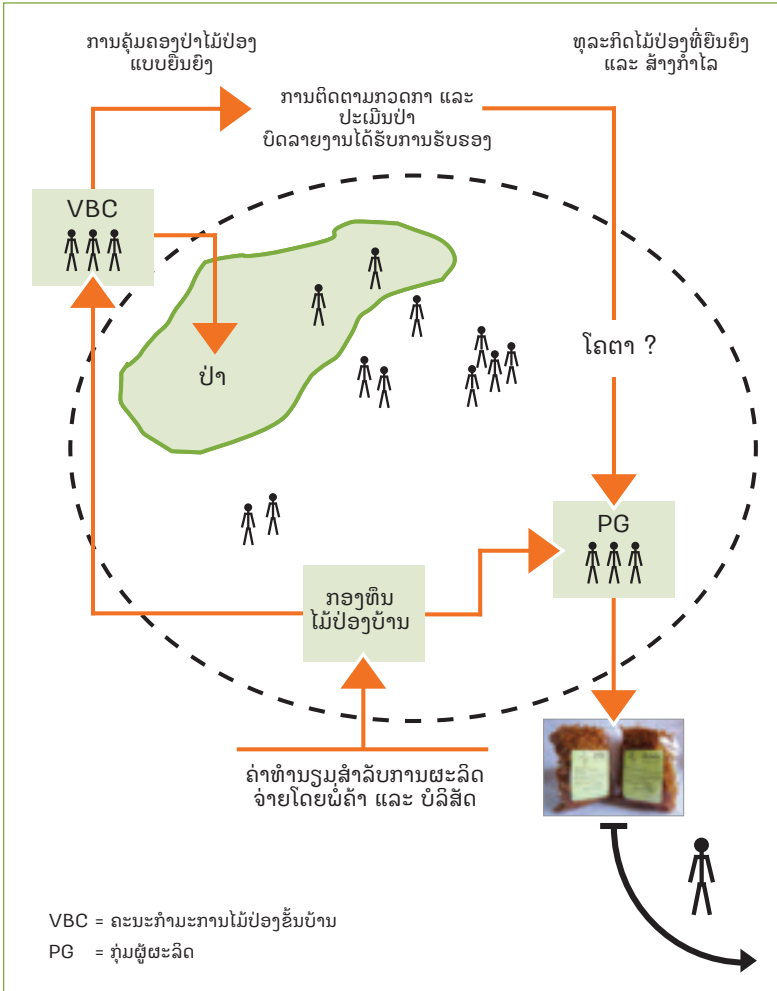 ການຄຸ້ມຄອງປ່າໄມ້ປ່ອງ
ແບບຍືນຍົງ
ທຸລະກິດໄມ້ປ່ອງທີ່ຍືນຍົງ
ແລະ ສ້າງກຳໄລ
ການຕິດຕາມກວດກາ ແລະ
ປະເມີນປ່າ
ບົດລາຍງານໄດ້ຮັບການຮັບຮອງ
VBC
ປ່າ
ໂຄຕາ ?
PG
ກອງທຶນ
ໄມ້ປ່ອງບ້ານ
ຄ່າທຳນຽມສຳລັບການຜະລິດ
ຈ່າຍໂດຍພໍ່ຄ້າ ແລະ ບໍລິສັດ
VBC = ຄະນະກຳມະການໄມ້ປ່ອງຂັ້ນບ້ານ
PG = ກຸ່ມຜູ້ຜະລິດ